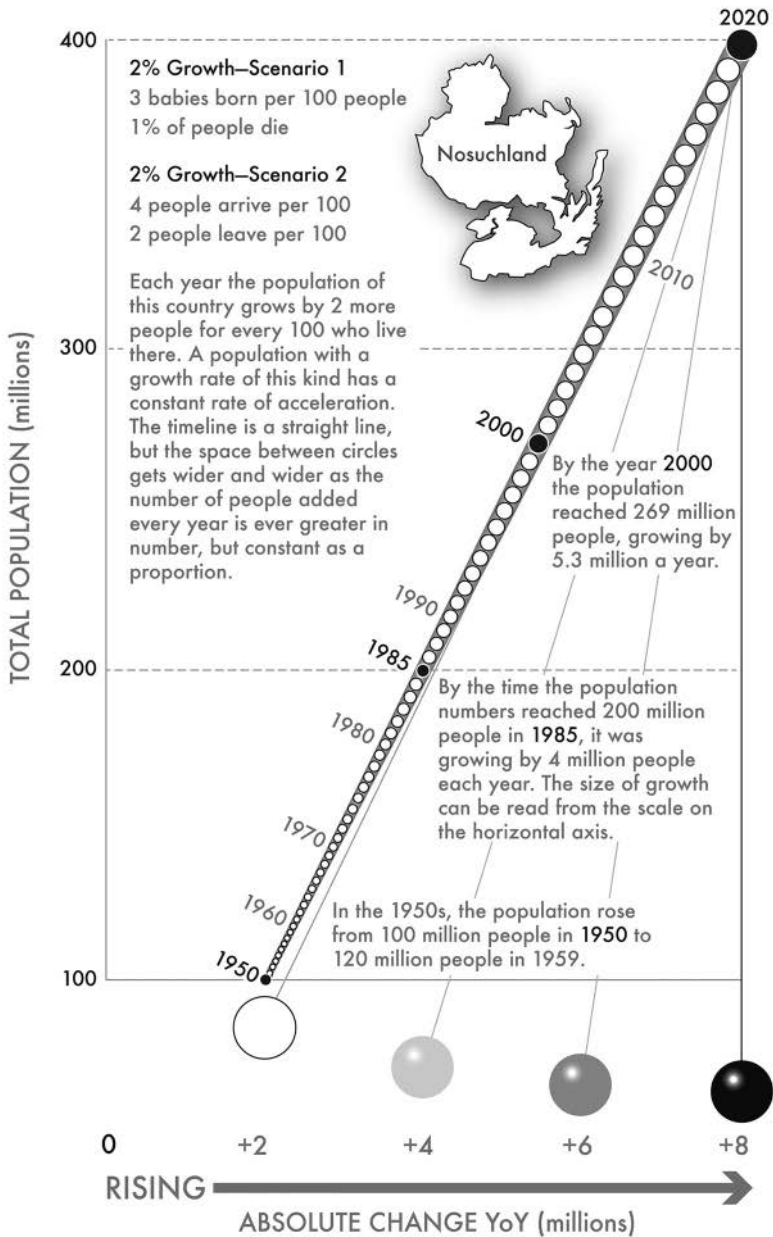 2020
400
2% Growth—Scenario 1
3 babies born per 100 people
1% of people die
2% Growth—Scenario 2
4 people arrive per 100
2 people leave per 100
Nosuchland
Each year the population of
this country grows by 2 more
people for every 100 who live
there. A population with a
growth rate of this kind has a
constant rate of acceleration.
The timeline is a straight line,
but the space between circles
gets wider and wider as the
number of people added
every year is ever greater in
number, but constant as a
proportion.
2010
300
TOTAL POPULATION (millions)
2000
By the year 2000
the population
reached 269 million
people, growing by
5.3 million a year.
1990
1985
200
By the time the population
numbers reached 200 million
people in 1985, it was
growing by 4 million people
each year. The size of growth
can be read from the scale on
the horizontal axis.
1980
1970
1960
In the 1950s, the population rose
from 100 million people in 1950 to
120 million people in 1959.
1950
100
0 +2 +4 +6 +8
RISING
ABSOLUTE CHANGE YoY (millions)